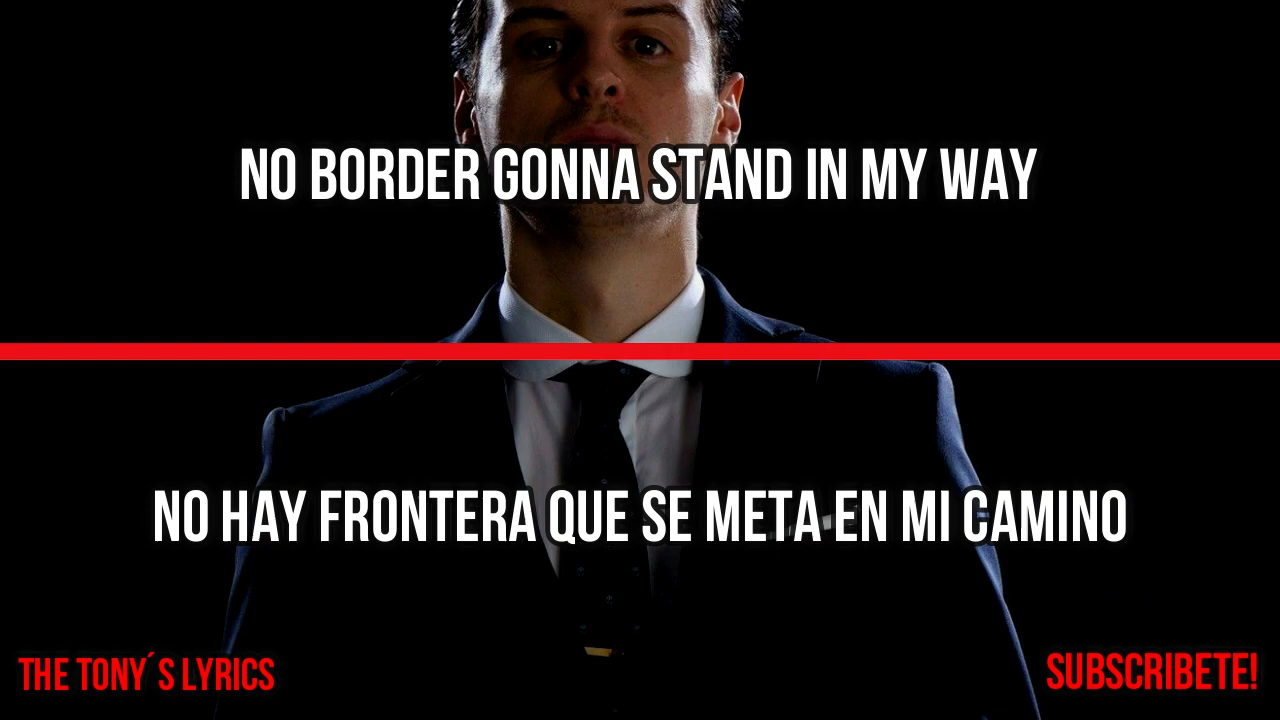 NO BORDER GONNA STAND IN MY WAY
NO HAY FRONTERA QUE SE META EN MI CAMINO
THE TONY´S LYRICS
SUBSCRIBETE!